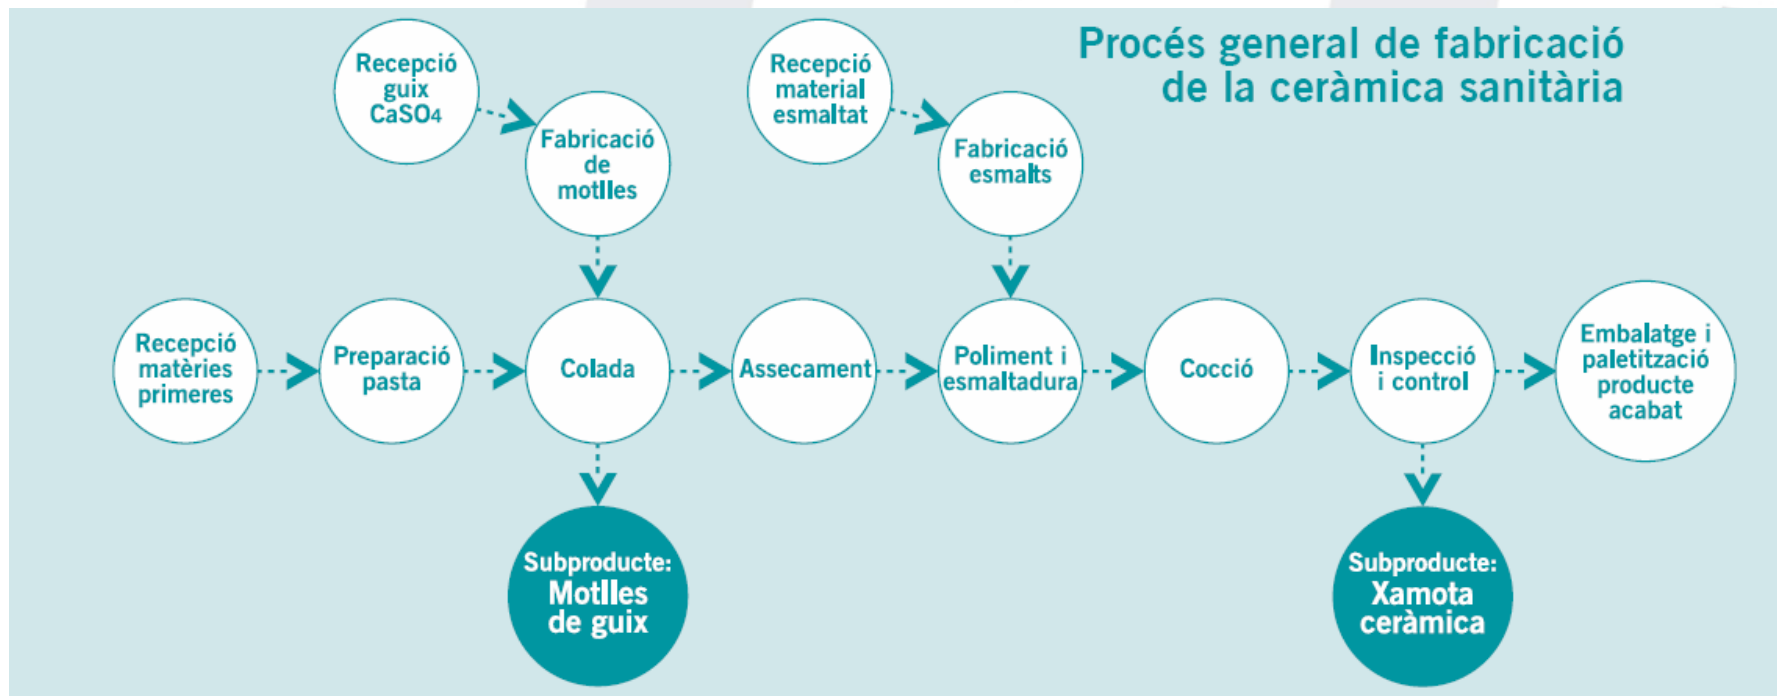 Procés general de fabricació
de la ceràmica sanitària
Recepció
guix
CaSO4
Fabricació
de
motlles
Recepció
material
esmaltat
Fabricació
esmalts
Recepció
matèries
primeres
Preparació
pasta
Colada
Assecament
Poliment i
esmaltadura
Cocció
Inspecció
i control
Embalatge i
paletització
producte
acabat
Subproducte:
Motlles
de guix
Subproducte:
Xamota
ceràmica